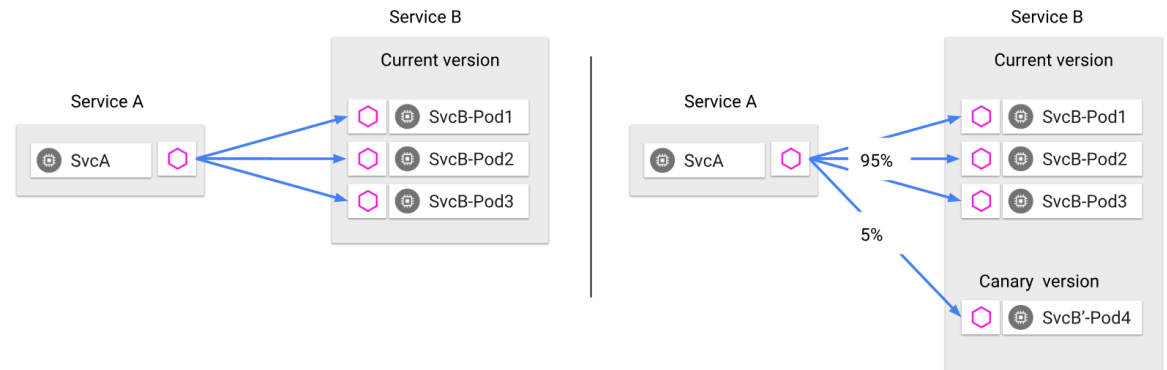 Service B
Current version
Service A
SvcA
SvcB-Pod1
SvcB-Pod2
SvcB-Pod3
Service B
Current version
Service A
SvcA
95%
5%
SvcB-Pod1
SvcB-Pod2
SvcB-Pod3
Canary version
SvcB’-Pod4